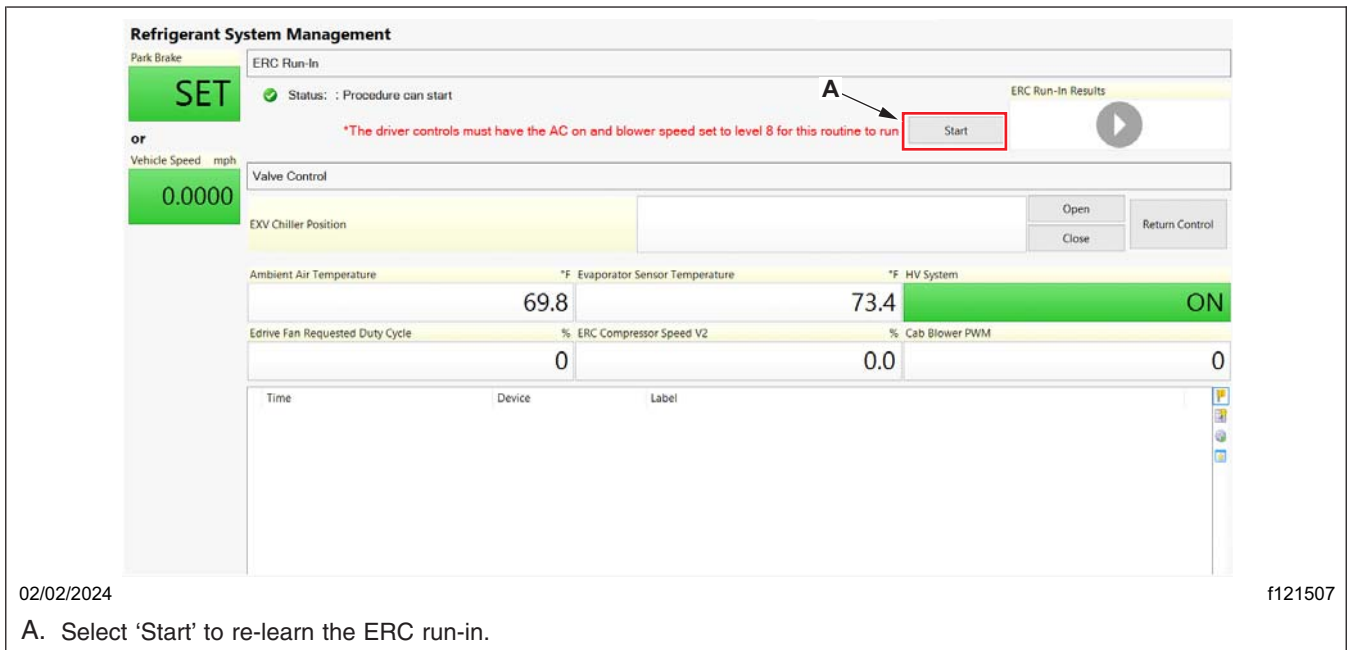 Refrigerant System Management
Park Brake
SET
or
Vehicle Speed mph
0.0000
ERC Run-In
Status: : Procedure can start
*The driver controls must have the AC on and blower speed set to level 8 for this routine to run
A
Start
ERC Run-In Results
Valve Control
EXV Chiller Position
Open
Close
Return Control
Ambient Air Temperature °F Evaporator Sensor Temperature °F HV System
69.8 73.4 ON
Edrive Fan Requested Duty Cycle % ERC Compressor Speed V2 % Cab Blower PWM
0 0.0 0
Time Device Label
02/02/2024 f121507
A. Select ‘Start’ to re-learn the ERC run-in.